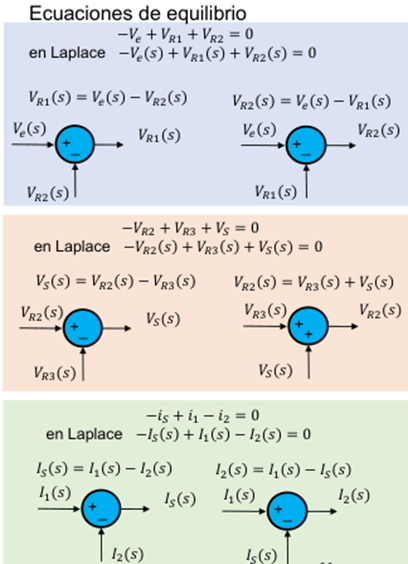 Ecuaciones de equilibrio
−V_e + V_{R1} + V_{R2} = 0
en Laplace −V_e(s) + V_{R1}(s) + V_{R2}(s) = 0
V_{R1}(s) = V_e(s) − V_{R2}(s)
V_{R2}(s) = V_e(s) − V_{R1}(s)
V_e(s) + − V_{R1}(s)
V_{R2}(s)
V_e(s) + − V_{R2}(s)
V_{R1}(s)
−V_{R2} + V_{R3} + V_S = 0
en Laplace −V_{R2}(s) + V_{R3}(s) + V_S(s) = 0
V_S(s) = V_{R2}(s) − V_{R3}(s)
V_{R2}(s) = V_{R3}(s) + V_S(s)
V_{R2}(s) + − V_S(s)
V_{R3}(s)
V_{R3}(s) + + V_{R2}(s)
V_S(s)
−i_S + i_1 − i_2 = 0
en Laplace −I_S(s) + I_1(s) − I_2(s) = 0
I_S(s) = I_1(s) − I_2(s)
I_2(s) = I_1(s) − I_S(s)
I_1(s) + − I_S(s)
I_2(s)
I_1(s) + − I_2(s)
I_S(s)